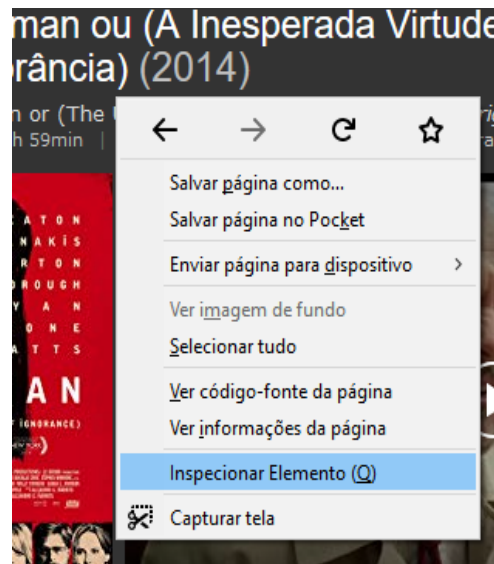 man ou (A Inesperada Virtude
rância) (2014)
n or (The
h 59min |
A T O N
N A K i S
R T O N
R O U G H
Y A N
O N E
A T T S
A N
IGNORANCE)
Salvar página como...
Salvar página no Pocket
Enviar página para dispositivo
Ver imagem de fundo
Selecionar tudo
Ver código-fonte da página
Ver informações da página
Inspecionar Elemento (Q)
Capturar tela